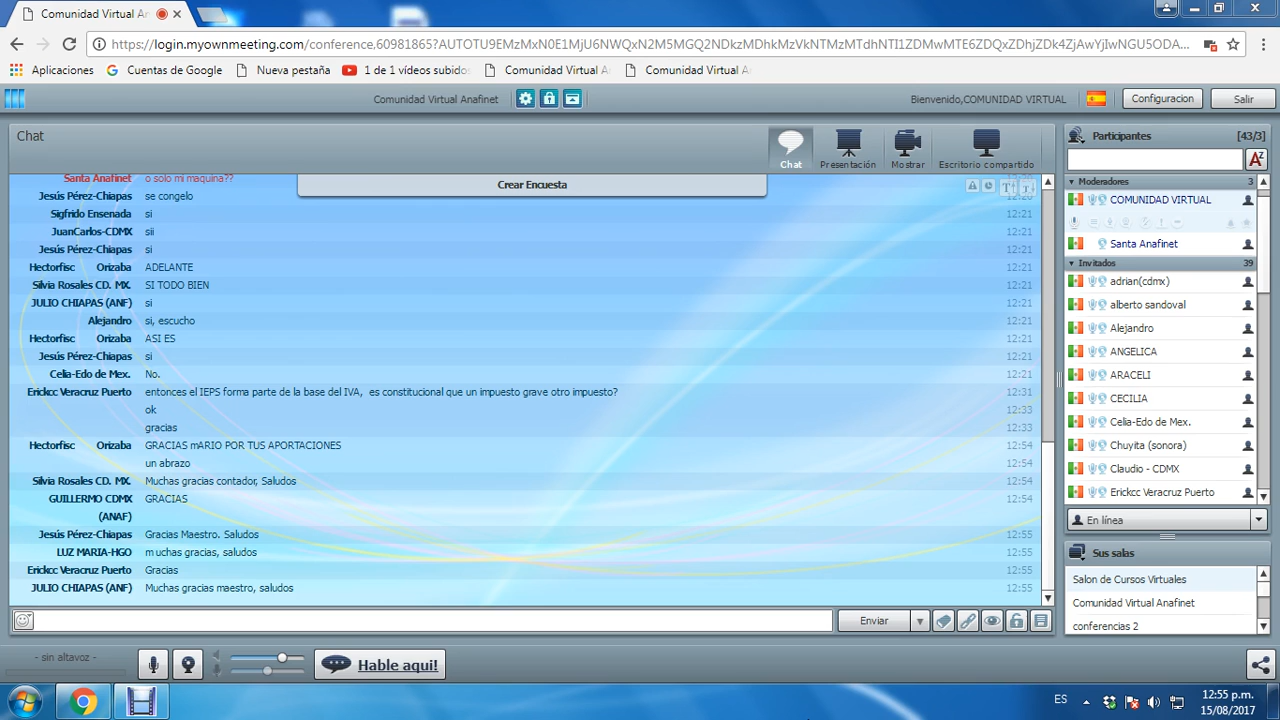 Comunidad Virtual An
https://login.myownmeeting.com/conference,60981865?AUTOTU9EMzMxN0E1MjU6NWQxN2M5MGQ2NDkzMDhkMzVkNTMzMTdhNTI1ZDMwMTE6ZDQxZDhjZDk4ZjAwYjIwNGU5ODA...
Aplicaciones Cuentas de Google Nueva pestaña 1 de 1 vídeos subidos Comunidad Virtual An Comunidad Virtual An
Comunidad Virtual Anafinet Bienvenido,COMUNIDAD VIRTUAL Configuracion Salir
Chat Chat Presentación Mostrar Escritorio compartido
Crear Encuesta
Santa Anafinet o solo mi maquina??
Jesús Pérez-Chiapas se congelo
Sigfrido Ensenada si 12:21
JuanCarlos-CDMX sii 12:21
Jesús Pérez-Chiapas si 12:21
Hectorfisc Orizaba ADELANTE 12:21
Silvia Rosales CD. MX. SI TODO BIEN 12:21
JULIO CHIAPAS (ANF) si 12:21
Alejandro si, escucho 12:21
Hectorfisc Orizaba ASI ES 12:21
Jesús Pérez-Chiapas si 12:21
Celia-Edo de Mex. No. 12:21
Erickcc Veracruz Puerto entonces el IEPS forma parte de la base del IVA, es constitucional que un impuesto grave otro impuesto? 12:31
ok 12:33
gracias 12:33
Hectorfisc Orizaba GRACIAS mARIO POR TUS APORTACIONES 12:54
un abrazo 12:54
Silvia Rosales CD. MX. Muchas gracias contador, Saludos 12:54
GUILLERMO CDMX GRACIAS 12:54
(ANAF)
Jesús Pérez-Chiapas Gracias Maestro. Saludos 12:55
LUZ MARIA-HGO muchas gracias, saludos 12:55
Erickcc Veracruz Puerto Gracias 12:55
JULIO CHIAPAS (ANF) Muchas gracias maestro, saludos 12:55
Enviar
Participantes [43/3]
Moderadores 3
COMUNIDAD VIRTUAL
Santa Anafinet
Invitados 39
adrian(cdmx)
alberto sandoval
Alejandro
ANGELICA
ARACELI
CECILIA
Celia-Edo de Mex.
Chuyita (sonora)
Claudio - CDMX
Erickcc Veracruz Puerto
En línea
Sus salas
Salon de Cursos Virtuales
Comunidad Virtual Anafinet
conferencias 2
- sin altavoz -
Hable aqui!
ES
12:55 p.m.
15/08/2017